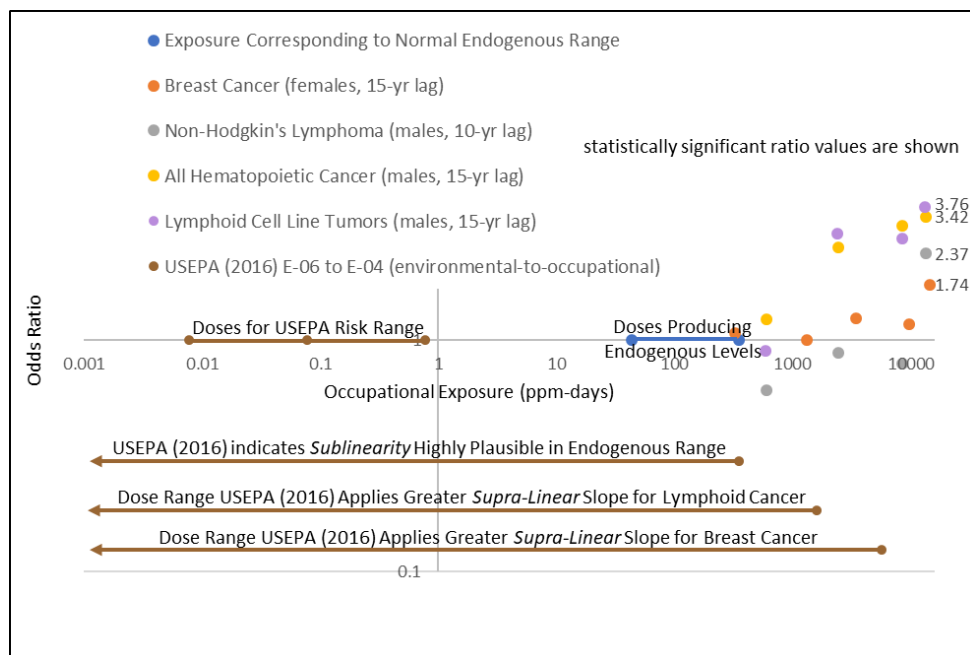 Exposure Corresponding to Normal Endogenous Range
Breast Cancer (females, 15-yr lag)
Non-Hodgkin's Lymphoma (males, 10-yr lag)
statistically significant ratio values are shown
All Hematopoietic Cancer (males, 15-yr lag)
3.76
Lymphoid Cell Line Tumors (males, 15-yr lag)
3.42
2.37
USEPA (2016) E-06 to E-04 (environmental-to-occupational)
1.74
Odds Ratio
Doses for USEPA Risk Range
Doses Producing
1
Endogenous Levels
0.001
0.01
0.1
1
10
100
1000
10000
Occupational Exposure (ppm-days)
USEPA (2016) indicates Sublinearity Highly Plausible in Endogenous Range
Dose Range USEPA (2016) Applies Greater Supra-Linear Slope for Lymphoid Cancer
Dose Range USEPA (2016) Applies Greater Supra-Linear Slope for Breast Cancer
0.1